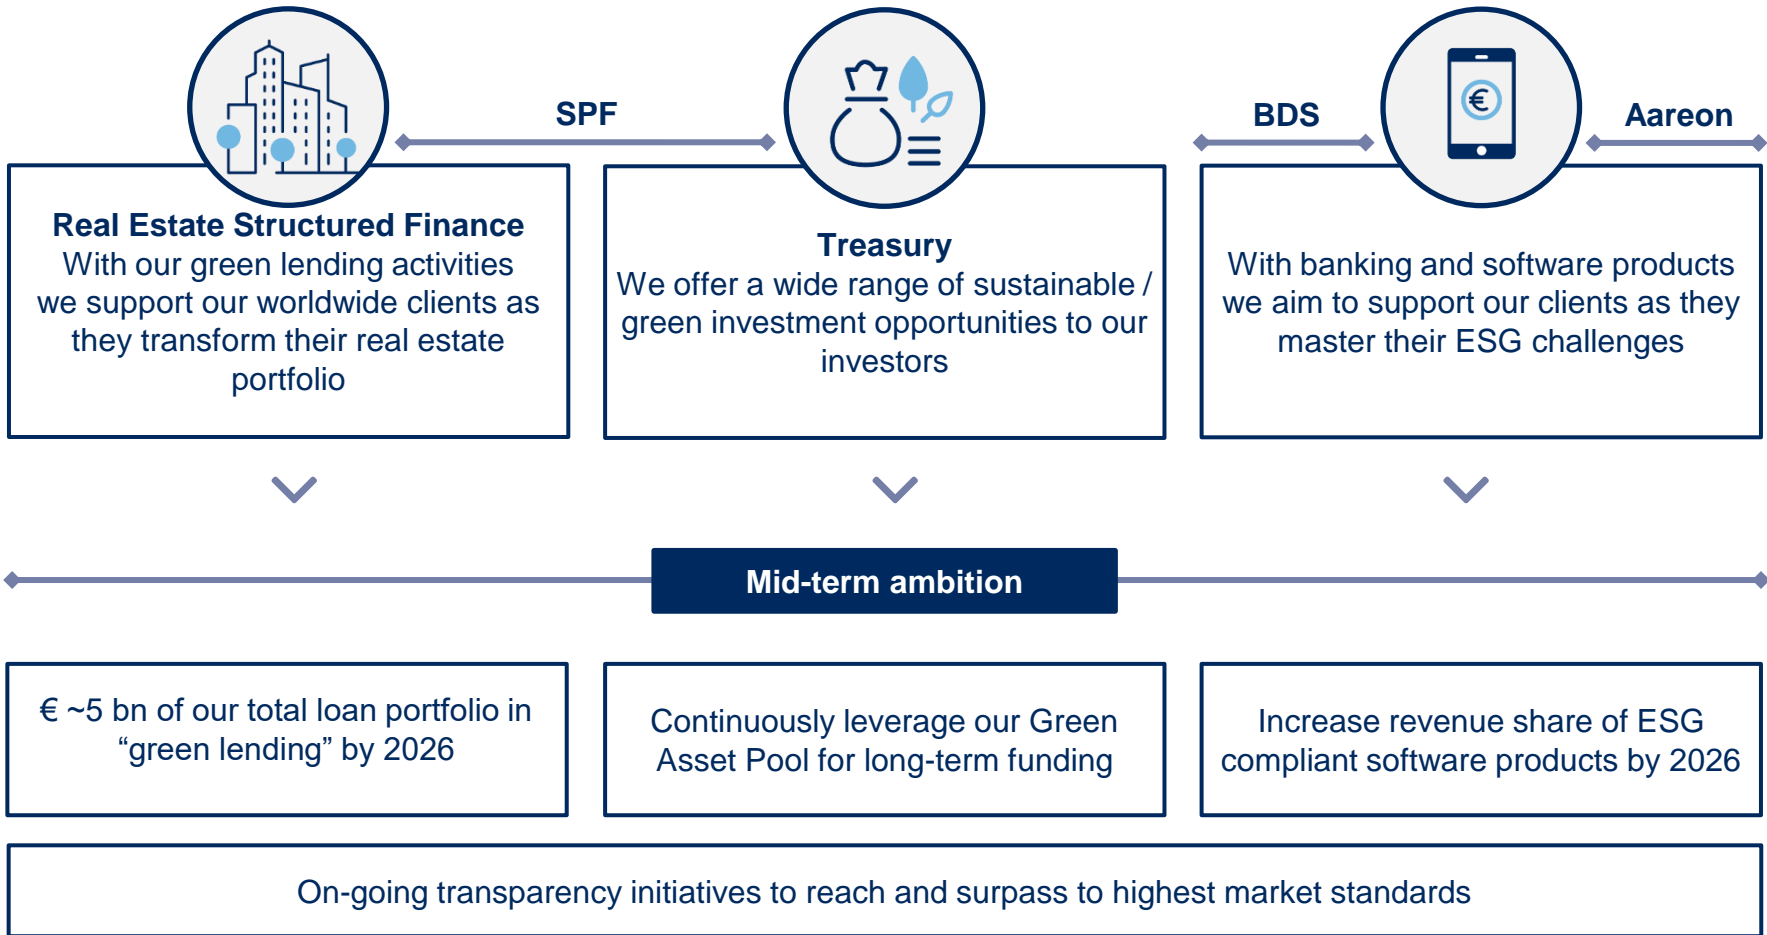 SPF
BDS
Aareon
€
Real Estate Structured Finance
With our green lending activities
we support our worldwide clients as
they transform their real estate
portfolio
Treasury
We offer a wide range of sustainable /
green investment opportunities to our
investors
With banking and software products
we aim to support our clients as they
master their ESG challenges
Mid-term ambition
€ ~5 bn of our total loan portfolio in
“green lending” by 2026
Continuously leverage our Green
Asset Pool for long-term funding
Increase revenue share of ESG
compliant software products by 2026
On-going transparency initiatives to reach and surpass to highest market standards